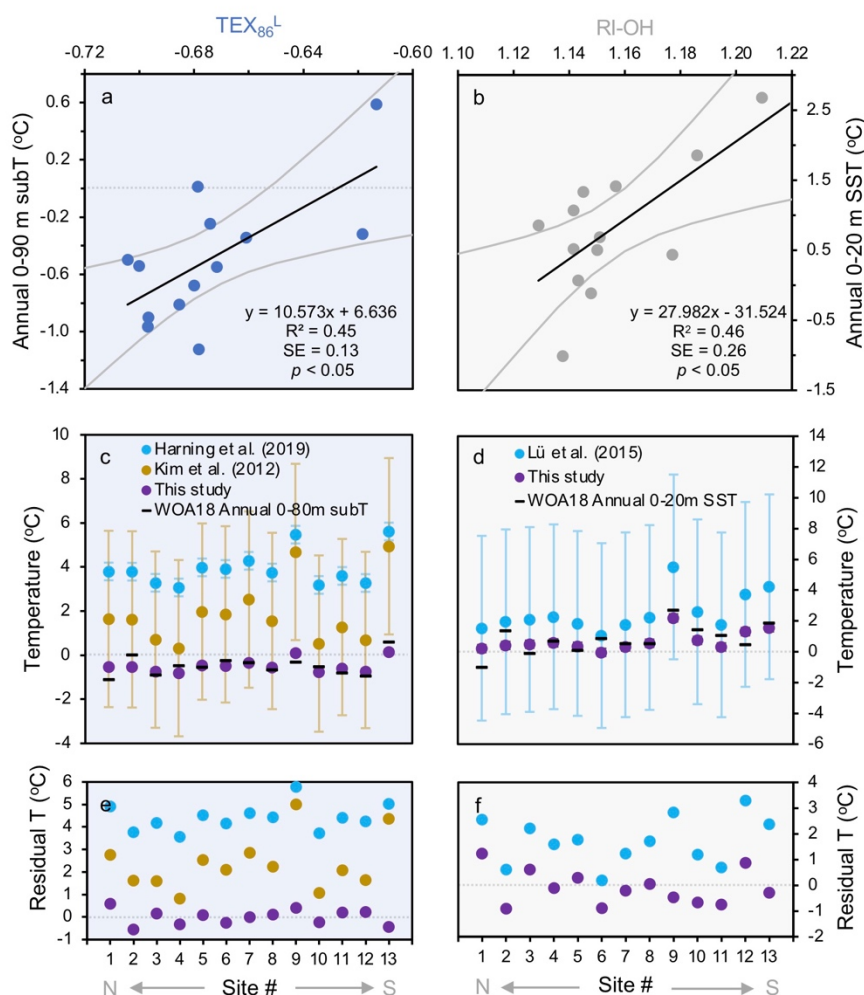 TEX₈₆ᴸ
RI-OH
-0.72 -0.68 -0.64 -0.60
1.10 1.12 1.14 1.16 1.18 1.20 1.22
a
b
Annual 0-90 m subT (ºC)
0.6
0.2
-0.2
-0.6
-1.0
-1.4
y = 10.573x + 6.636
R² = 0.45
SE = 0.13
p < 0.05
y = 27.982x - 31.524
R² = 0.46
SE = 0.26
p < 0.05
2.5
1.5
0.5
-0.5
-1.5
Annual 0-20 m SST (ºC)
Temperature (ºC)
10
8
6
4
2
0
-2
-4
c
Harning et al. (2019)
Kim et al. (2012)
This study
WOA18 Annual 0-80m subT
d
Lü et al. (2015)
This study
WOA18 Annual 0-20m SST
14
12
10
8
6
4
2
0
-2
-4
-6
Temperature (ºC)
Residual T (ºC)
6
5
4
3
2
1
0
-1
e
f
4
3
2
1
0
-1
-2
Residual T (ºC)
1 2 3 4 5 6 7 8 9 10 11 12 13
1 2 3 4 5 6 7 8 9 10 11 12 13
N Site # S
N Site # S